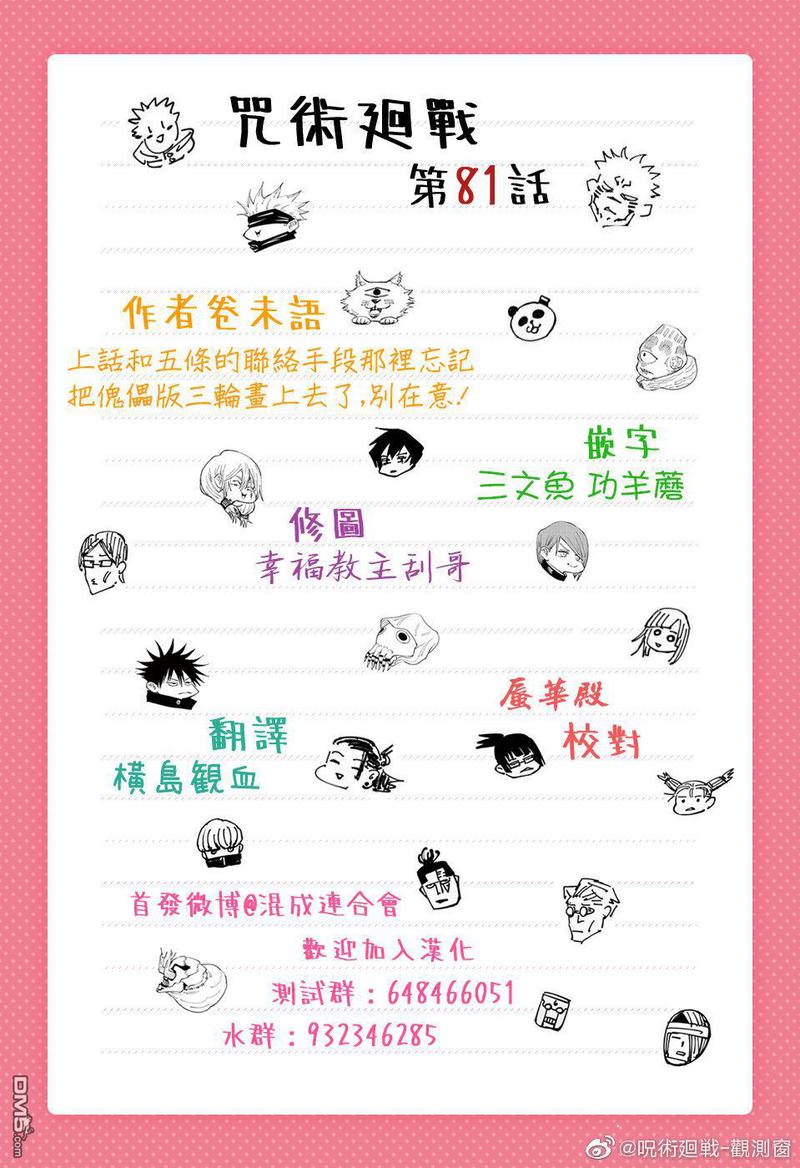 咒術廻戰
第81話
作者卷末語
上話和五條的聯絡手段那裡忘記
把傀儡版三輪畫上去了,別在意!
嵌字
三文魚 功羊蘑
修圖
幸福教主刮哥
蜃華殿
校對
翻譯
橫島観血
首發微博@混成連合會
歡迎加入漢化
測試群：648466051
水群：932346285
DM5.com
@呪術廻戦-觀測窗